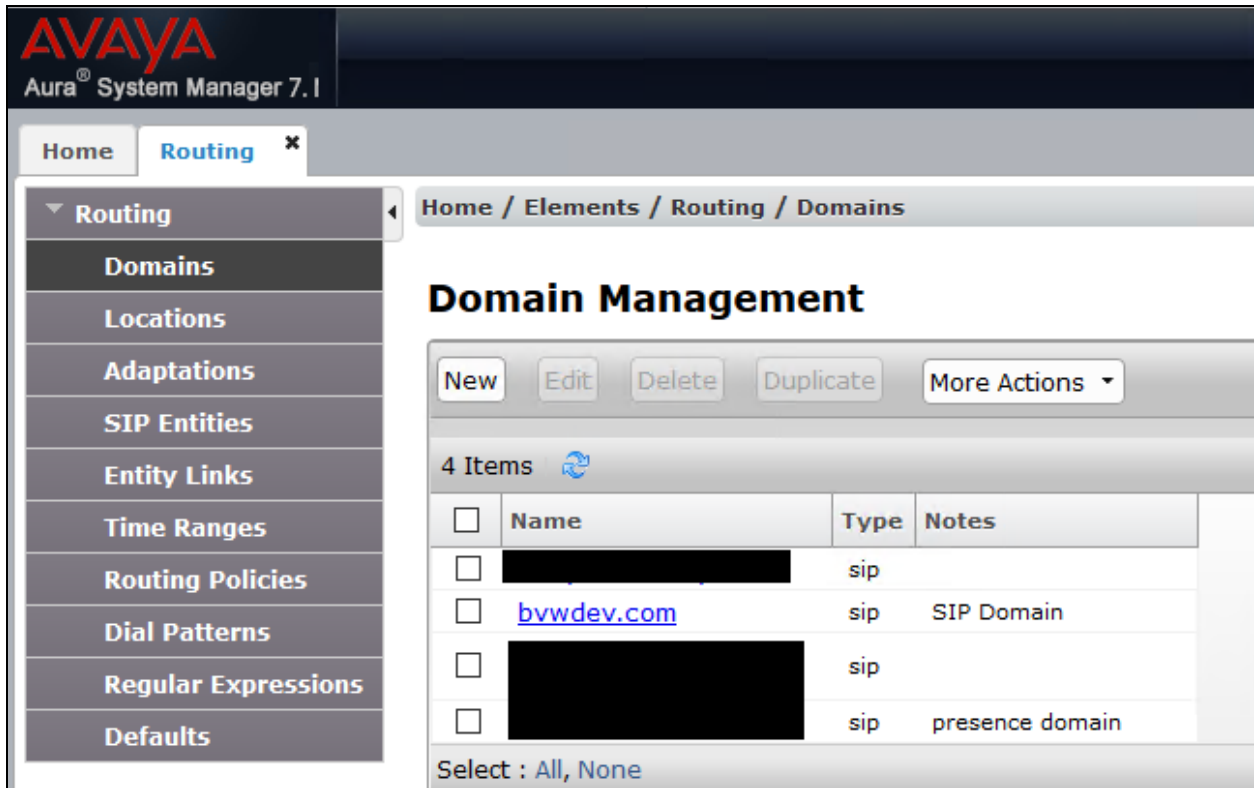 AVAYA
Aura® System Manager 7.1
Home Routing ✖
Routing
Domains
Locations
Adaptations
SIP Entities
Entity Links
Time Ranges
Routing Policies
Dial Patterns
Regular Expressions
Defaults
Home / Elements / Routing / Domains
Domain Management
New Edit Delete Duplicate More Actions
4 Items
Name Type Notes
sip
bvwdev.com sip SIP Domain
sip
sip presence domain
Select : All, None